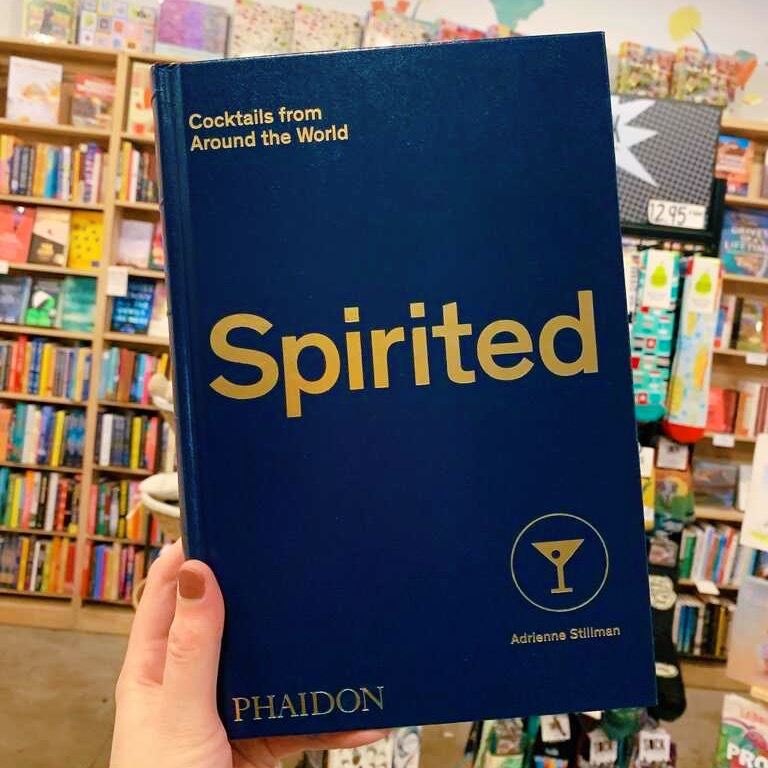 Cocktails from
Around the World
Spirited
Adrienne Stillman
PHAIDON
12.95